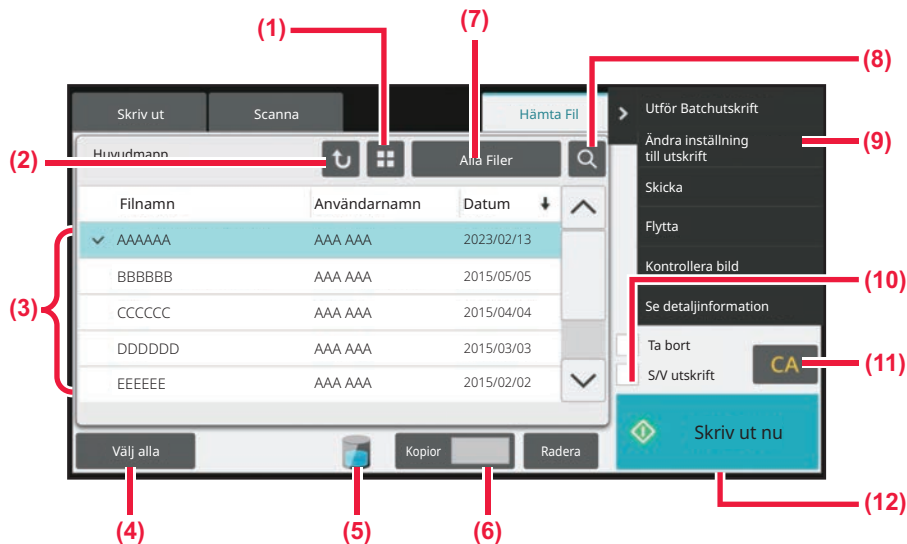 (1)
(7)
(8)
Skriv ut
Scanna
Hämta Fil
Utför Batchutskrift
(2)
Huvudmapp
Alla Filer
Ändra inställning
till utskrift
(9)
Skicka
Filnamn
Användarnamn
Datum
Flytta
AAAAAA
AAA AAA
2023/02/13
Kontrollera bild
BBBBBB
AAA AAA
2015/05/05
(10)
(3)
CCCCCC
AAA AAA
2015/04/04
Se detaljinformation
DDDDDD
AAA AAA
2015/03/03
Ta bort
CA
(11)
EEEEEE
AAA AAA
2015/02/02
S/V utskrift
Välj alla
Kopior
Radera
Skriv ut nu
(12)
(4)
(5)
(6)